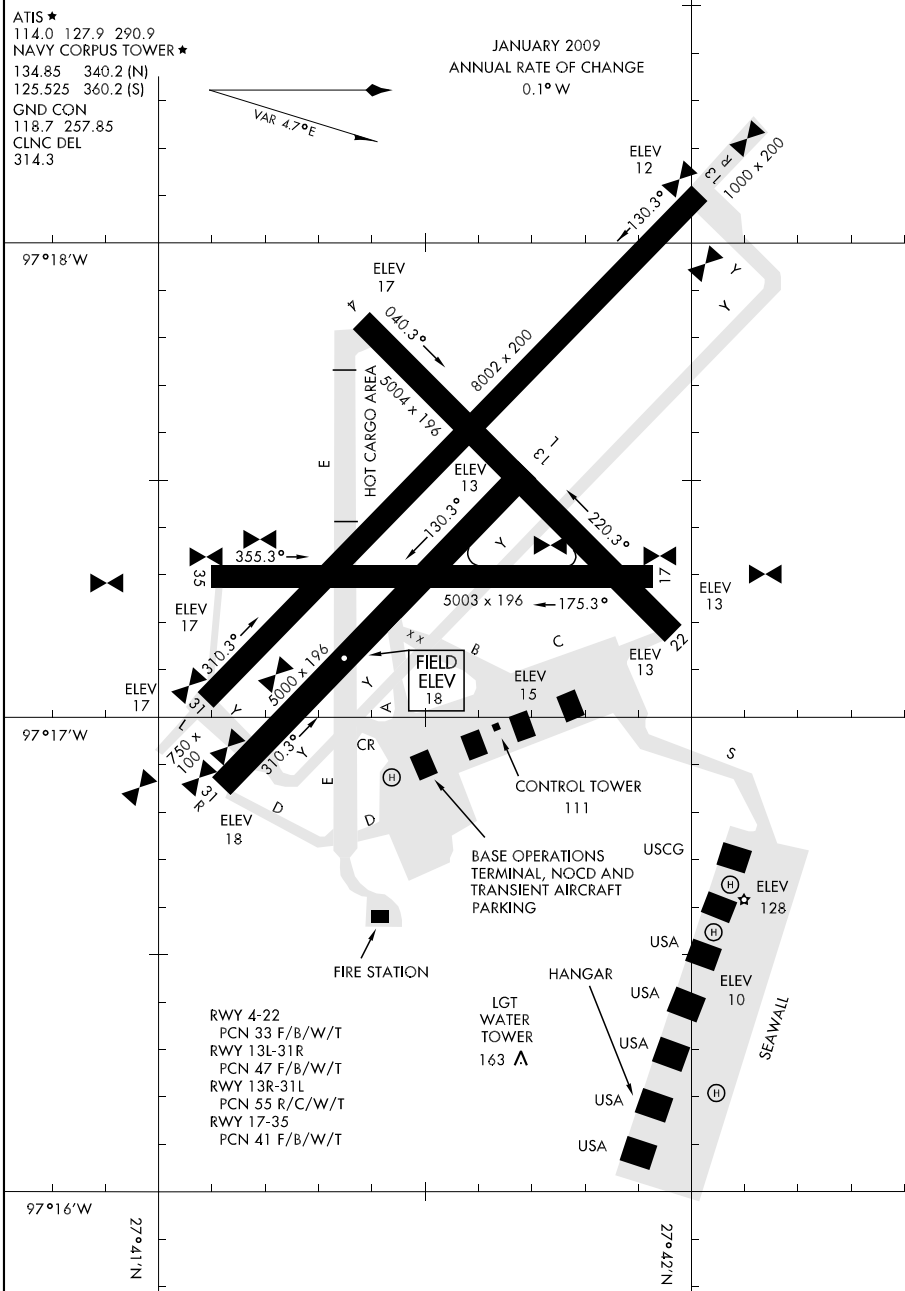 ATIS ★
114.0 127.9 290.9
NAVY CORPUS TOWER ★
134.85 340.2 (N)
125.525 360.2 (S)
GND CON
118.7 257.85
CLNC DEL
314.3
VAR 4.7°E
JANUARY 2009
ANNUAL RATE OF CHANGE
0.1° W
ELEV
12
13 R
1000 x 200
130.3°
97°18'W
ELEV
17
4
040.3°
8002 x 200
Y
Y
5004 x 196
HOT CARGO AREA
E
13 L
ELEV
13
130.3°
Y
220.3°
355.3°
35
17
5003 x 196
175.3°
ELEV
13
ELEV
17
310.3°
x x
B
C
22
ELEV
13
5000 x 196
FIELD
ELEV
18
ELEV
15
ELEV
17
31 L
Y
Y
A
97°17'W
750 x
100
310.3°
Y
CR
E
H
S
31 R
D
D
ELEV
18
CONTROL TOWER
111
BASE OPERATIONS
TERMINAL, NOCD AND
TRANSIENT AIRCRAFT
PARKING
USCG
H
ELEV
128
H
USA
FIRE STATION
HANGAR
ELEV
10
USA
LGT
WATER
TOWER
163
SEAWALL
USA
H
USA
USA
RWY 4-22
PCN 33 F/B/W/T
RWY 13L-31R
PCN 47 F/B/W/T
RWY 13R-31L
PCN 55 R/C/W/T
RWY 17-35
PCN 41 F/B/W/T
97°16'W
27°41'N
27°42'N